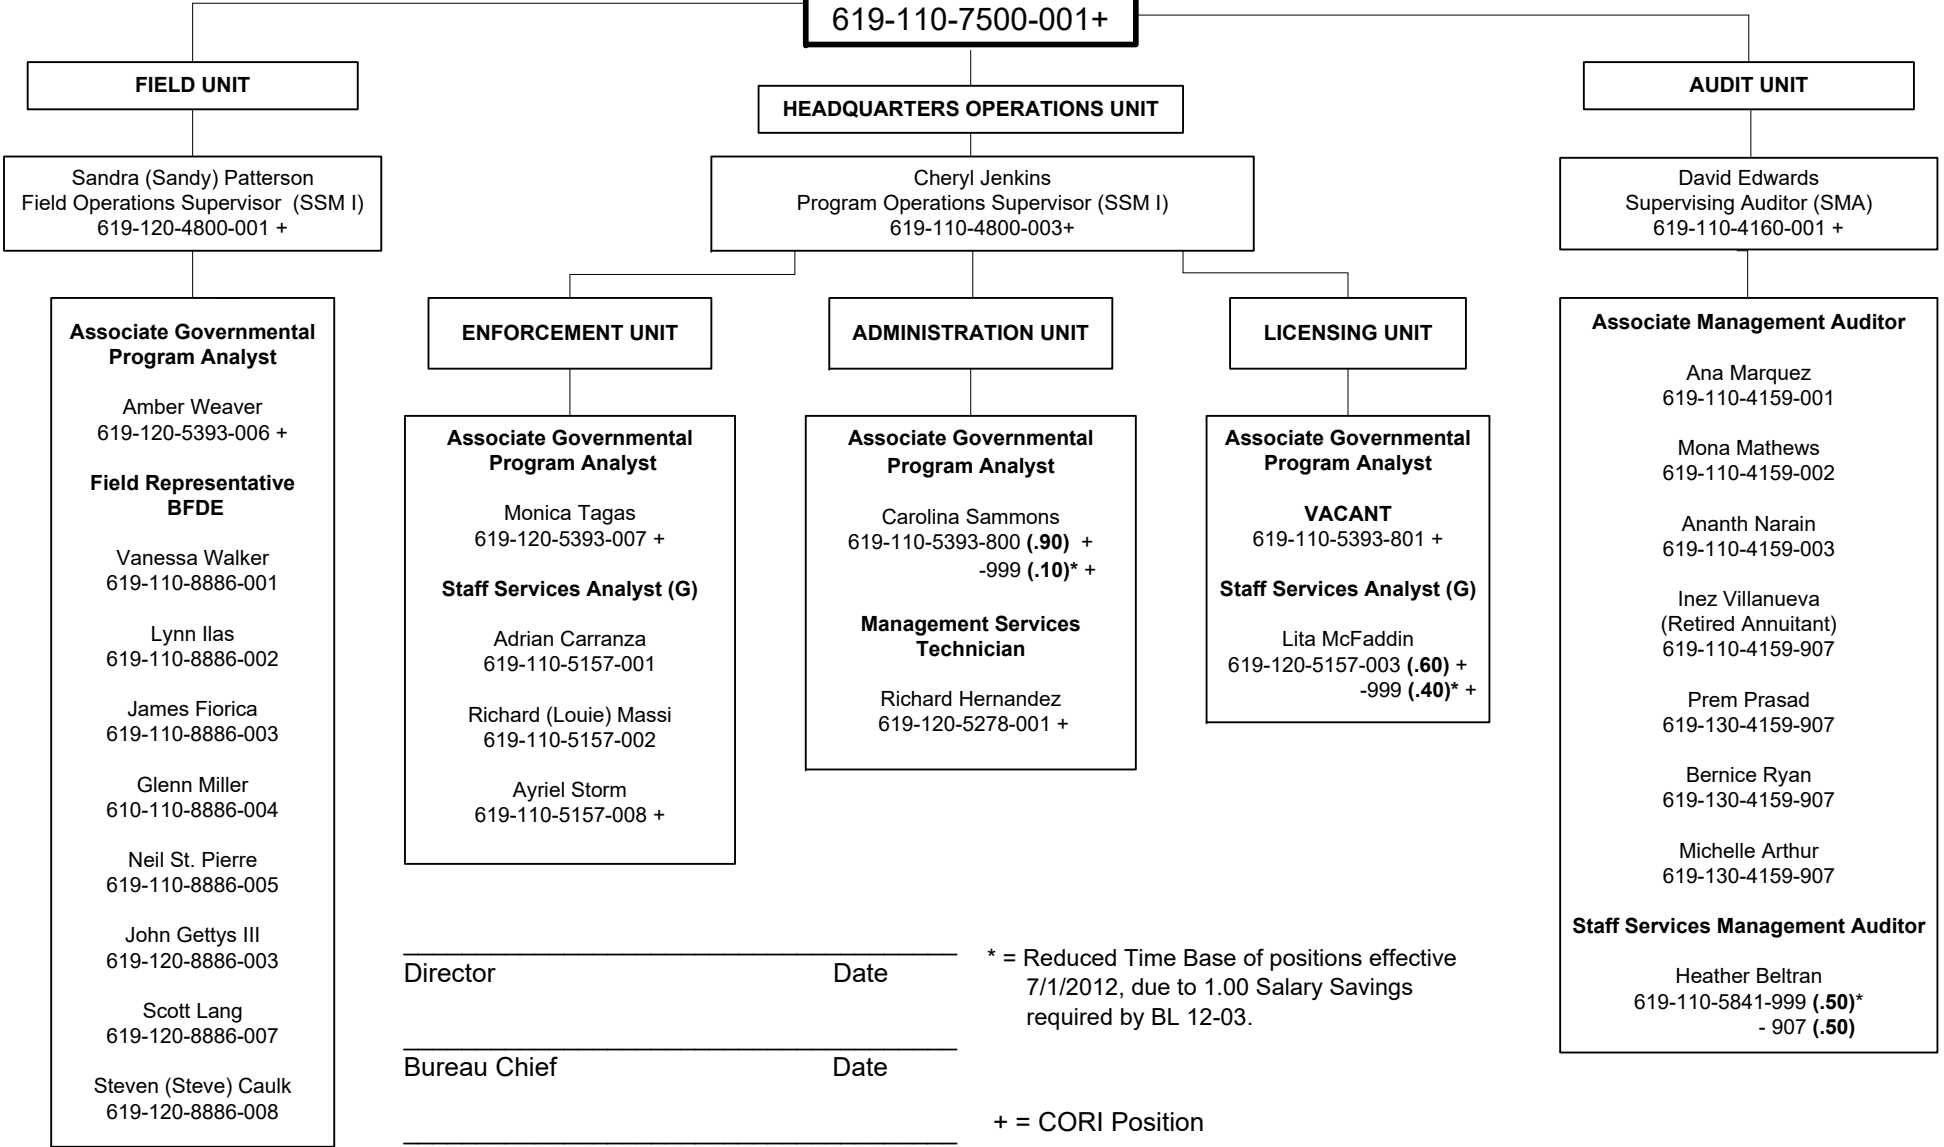 619-110-7500-001+
FIELD UNIT
Sandra (Sandy) Patterson
Field Operations Supervisor (SSM I)
619-120-4800-001 +
Associate Governmental
Program Analyst
Amber Weaver
619-120-5393-006 +
Field Representative
BFDE
Vanessa Walker
619-110-8886-001
Lynn Ilas
619-110-8886-002
James Fiorica
619-110-8886-003
Glenn Miller
610-110-8886-004
Neil St. Pierre
619-110-8886-005
John Gettys III
619-120-8886-003
Scott Lang
619-120-8886-007
Steven (Steve) Caulk
619-120-8886-008
HEADQUARTERS OPERATIONS UNIT
Cheryl Jenkins
Program Operations Supervisor (SSM I)
619-110-4800-003+
ENFORCEMENT UNIT
Associate Governmental
Program Analyst
Monica Tagas
619-120-5393-007 +
Staff Services Analyst (G)
Adrian Carranza
619-110-5157-001
Richard (Louie) Massi
619-110-5157-002
Ayriel Storm
619-110-5157-008 +
ADMINISTRATION UNIT
Associate Governmental
Program Analyst
Carolina Sammons
619-110-5393-800 (.90) +
-999 (.10)* +
Management Services
Technician
Richard Hernandez
619-120-5278-001 +
LICENSING UNIT
Associate Governmental
Program Analyst
VACANT
619-110-5393-801 +
Staff Services Analyst (G)
Lita McFaddin
619-120-5157-003 (.60) +
-999 (.40)* +
AUDIT UNIT
David Edwards
Supervising Auditor (SMA)
619-110-4160-001 +
Associate Management Auditor
Ana Marquez
619-110-4159-001
Mona Mathews
619-110-4159-002
Ananth Narain
619-110-4159-003
Inez Villanueva
(Retired Annuitant)
619-110-4159-907
Prem Prasad
619-130-4159-907
Bernice Ryan
619-130-4159-907
Michelle Arthur
619-130-4159-907
Staff Services Management Auditor
Heather Beltran
619-110-5841-999 (.50)*
- 907 (.50)
Director Date
Bureau Chief Date
* = Reduced Time Base of positions effective
7/1/2012, due to 1.00 Salary Savings
required by BL 12-03.
+ = CORI Position